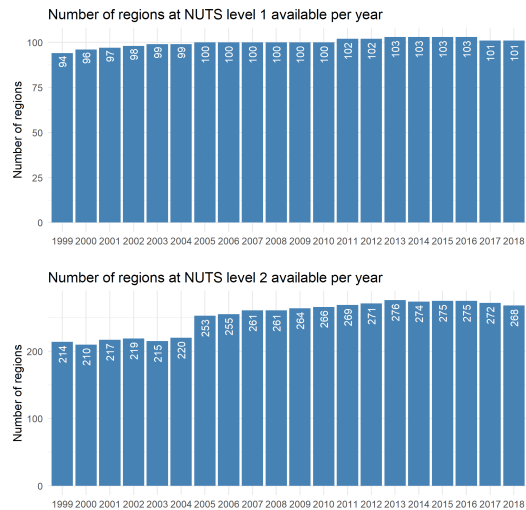 Number of regions at NUTS level 1 available per year
Number of regions
100
75
50
25
0
94 96 97 98 99 99 100 100 100 100 100 100 102 102 103 103 103 103 101 101
1999 2000 2001 2002 2003 2004 2005 2006 2007 2008 2009 2010 2011 2012 2013 2014 2015 2016 2017 2018
Number of regions at NUTS level 2 available per year
Number of regions
200
100
0
214 210 217 219 215 220 253 255 261 261 264 266 269 271 276 274 275 275 272 268
1999 2000 2001 2002 2003 2004 2005 2006 2007 2008 2009 2010 2011 2012 2013 2014 2015 2016 2017 2018